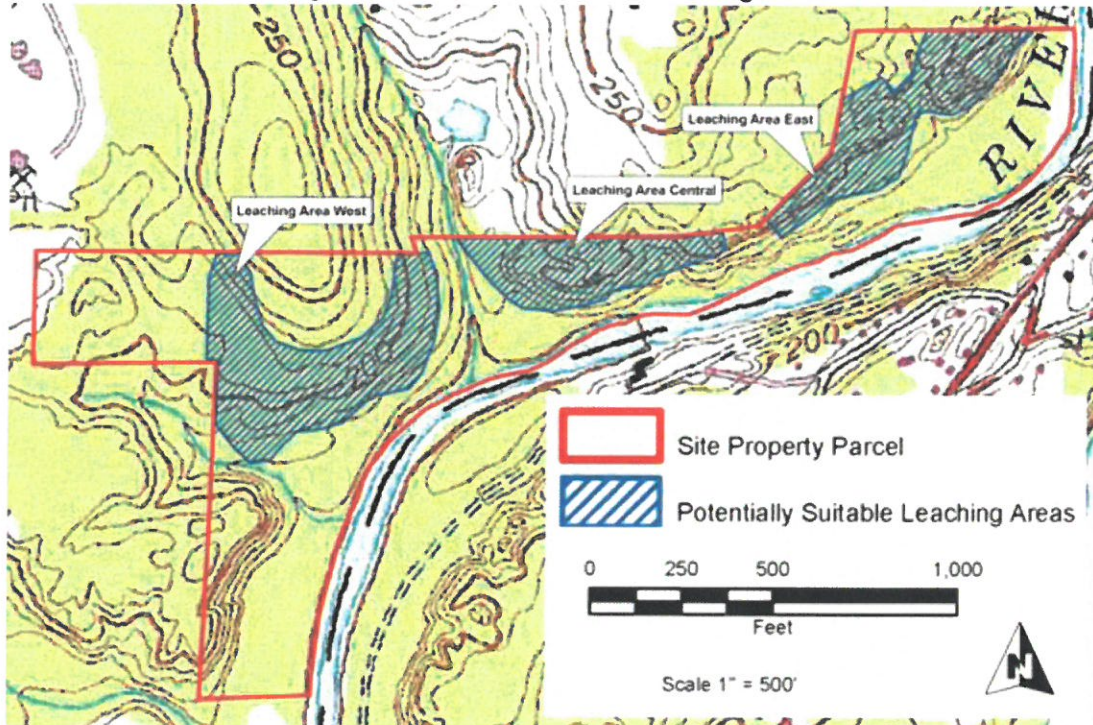 250
250
RIVER
Leaching Area East
Leaching Area Central
Leaching Area West
200
200
Site Property Parcel
Potentially Suitable Leaching Areas
0 250 500 1,000
Feet
N
Scale 1" = 500'